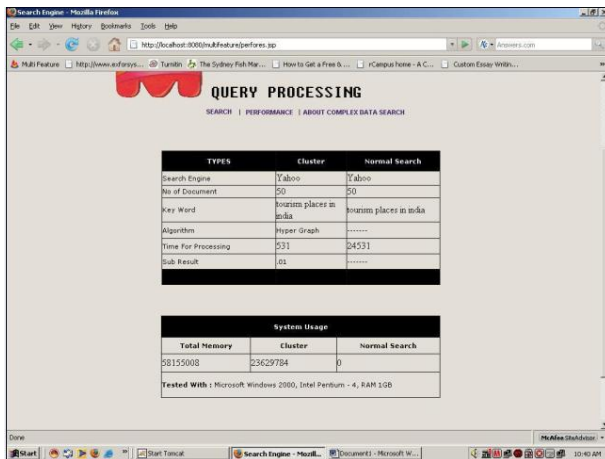 Search Engine - Mozilla Firefox
File Edit View History Bookmarks Tools Help
http://localhost:8080/multifeature/perfores.jsp
Answers.com
Multi Feature http://www.exforsys... Turnitin The Sydney Fish Mar... How to Get a Free & ... rCampus home - A C... Custom Essay Writin...
QUERY PROCESSING
SEARCH | PERFORMANCE | ABOUT COMPLEX DATA SEARCH
TYPES Cluster Normal Search
Search Engine Yahoo Yahoo
No of Document 50 50
Key Word tourism places in india tourism places in india
Algorithm Hyper Graph -------
Time For Processing 531 24531
Sub Result .01 -------
System Usage
Total Memory Cluster Normal Search
58155008 23629784 0
Tested With : Microsoft Windows 2000, Intel Pentium - 4, RAM 1GB
Done McAfee SiteAdvisor
Start Start Tomcat Search Engine - Mozill... Document1 - Microsoft W... 10:40 AM